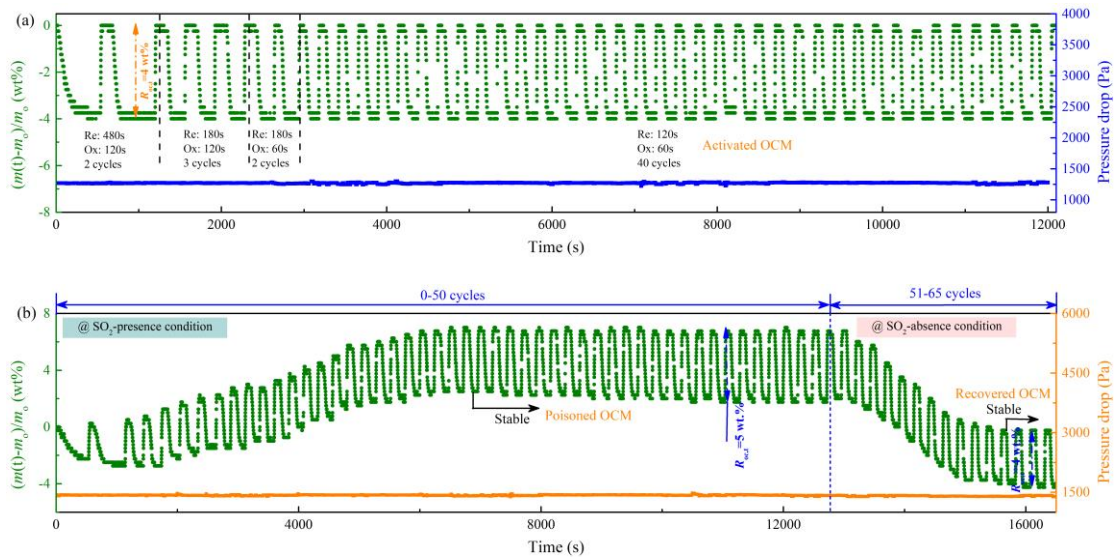 (a)
0
-2
-4
-6
-8
(m(t)-mₒ)/mₒ (wt%)
Re: 480s
Ox: 120s
2 cycles
Re: 180s
Ox: 120s
3 cycles
Re: 180s
Ox: 60s
2 cycles
Re: 120s
Ox: 60s
40 cycles
Activated OCM
4000
3500
3000
2500
2000
1500
1000
Pressure drop (Pa)
0 2000 4000 6000 8000 10000 12000
Time (s)
(b)
0-50 cycles
51-65 cycles
@ SO₂-presence condition
@ SO₂-absence condition
8
4
0
-4
(m(t)-mₒ)/mₒ (wt%)
Stable
Poisoned OCM
=5 wt.%
Recovered OCM
Stable
6000
4500
3000
1500
Pressure drop (Pa)
0 4000 8000 12000 16000
Time (s)